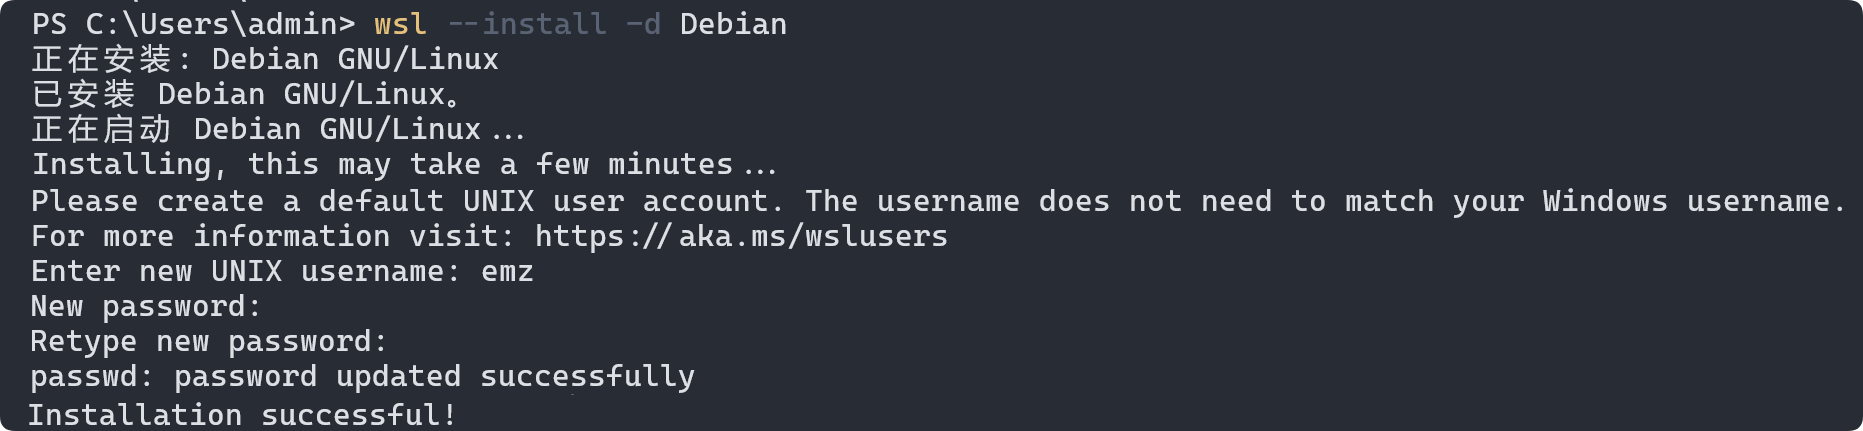 PS C:\Users\admin> wsl --install -d Debian
正在安装: Debian GNU/Linux
已安装 Debian GNU/Linux。
正在启动 Debian GNU/Linux...
Installing, this may take a few minutes...
Please create a default UNIX user account. The username does not need to match your Windows username.
For more information visit: https://aka.ms/wslusers
Enter new UNIX username: emz
New password:
Retype new password:
passwd: password updated successfully
Installation successful!